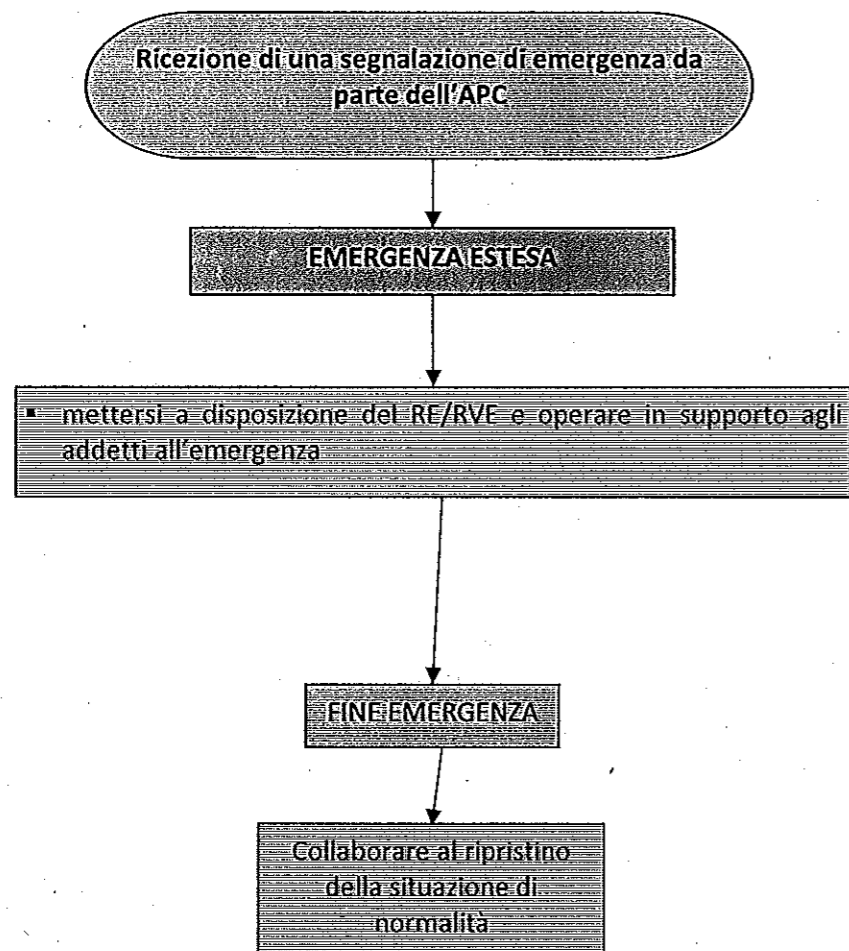 Ricezione di una segnalazione di emergenza da
parte dell'APC
EMERGENZA ESTESA
▪ mettersi a disposizione del RE/RVE e operare in supporto agli
addetti all'emergenza
FINE EMERGENZA
Collaborare al ripristino
della situazione di
normalità